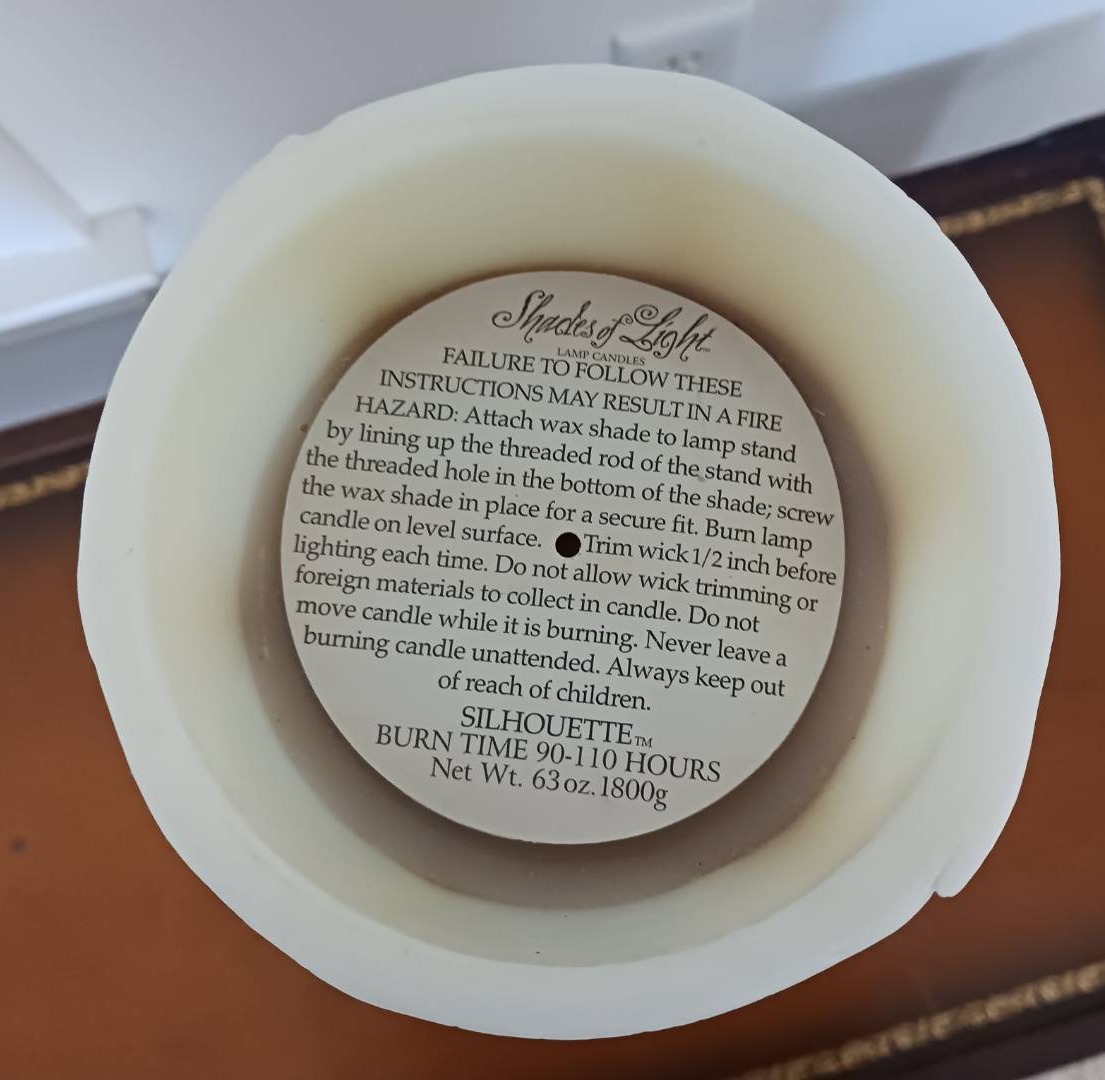 Shades of Light™
LAMP CANDLES
FAILURE TO FOLLOW THESE
INSTRUCTIONS MAY RESULT IN A FIRE
HAZARD: Attach wax shade to lamp stand
by lining up the threaded rod of the stand with
the threaded hole in the bottom of the shade; screw
the wax shade in place for a secure fit. Burn lamp
candle on level surface. Trim wick 1/2 inch before
lighting each time. Do not allow wick trimming or
foreign materials to collect in candle. Do not
move candle while it is burning. Never leave a
burning candle unattended. Always keep out
of reach of children.
SILHOUETTE™
BURN TIME 90-110 HOURS
Net Wt. 63 oz. 1800g